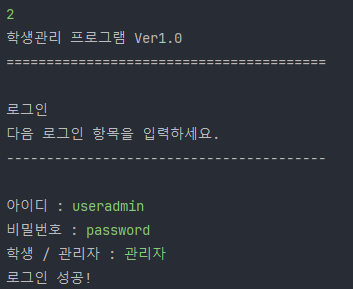 2
학생관리 프로그램 Ver1.0
========================================
로그인
다음 로그인 항목을 입력하세요.
----------------------------------------
아이디 : useradmin
비밀번호 : password
학생 / 관리자 : 관리자
로그인 성공!